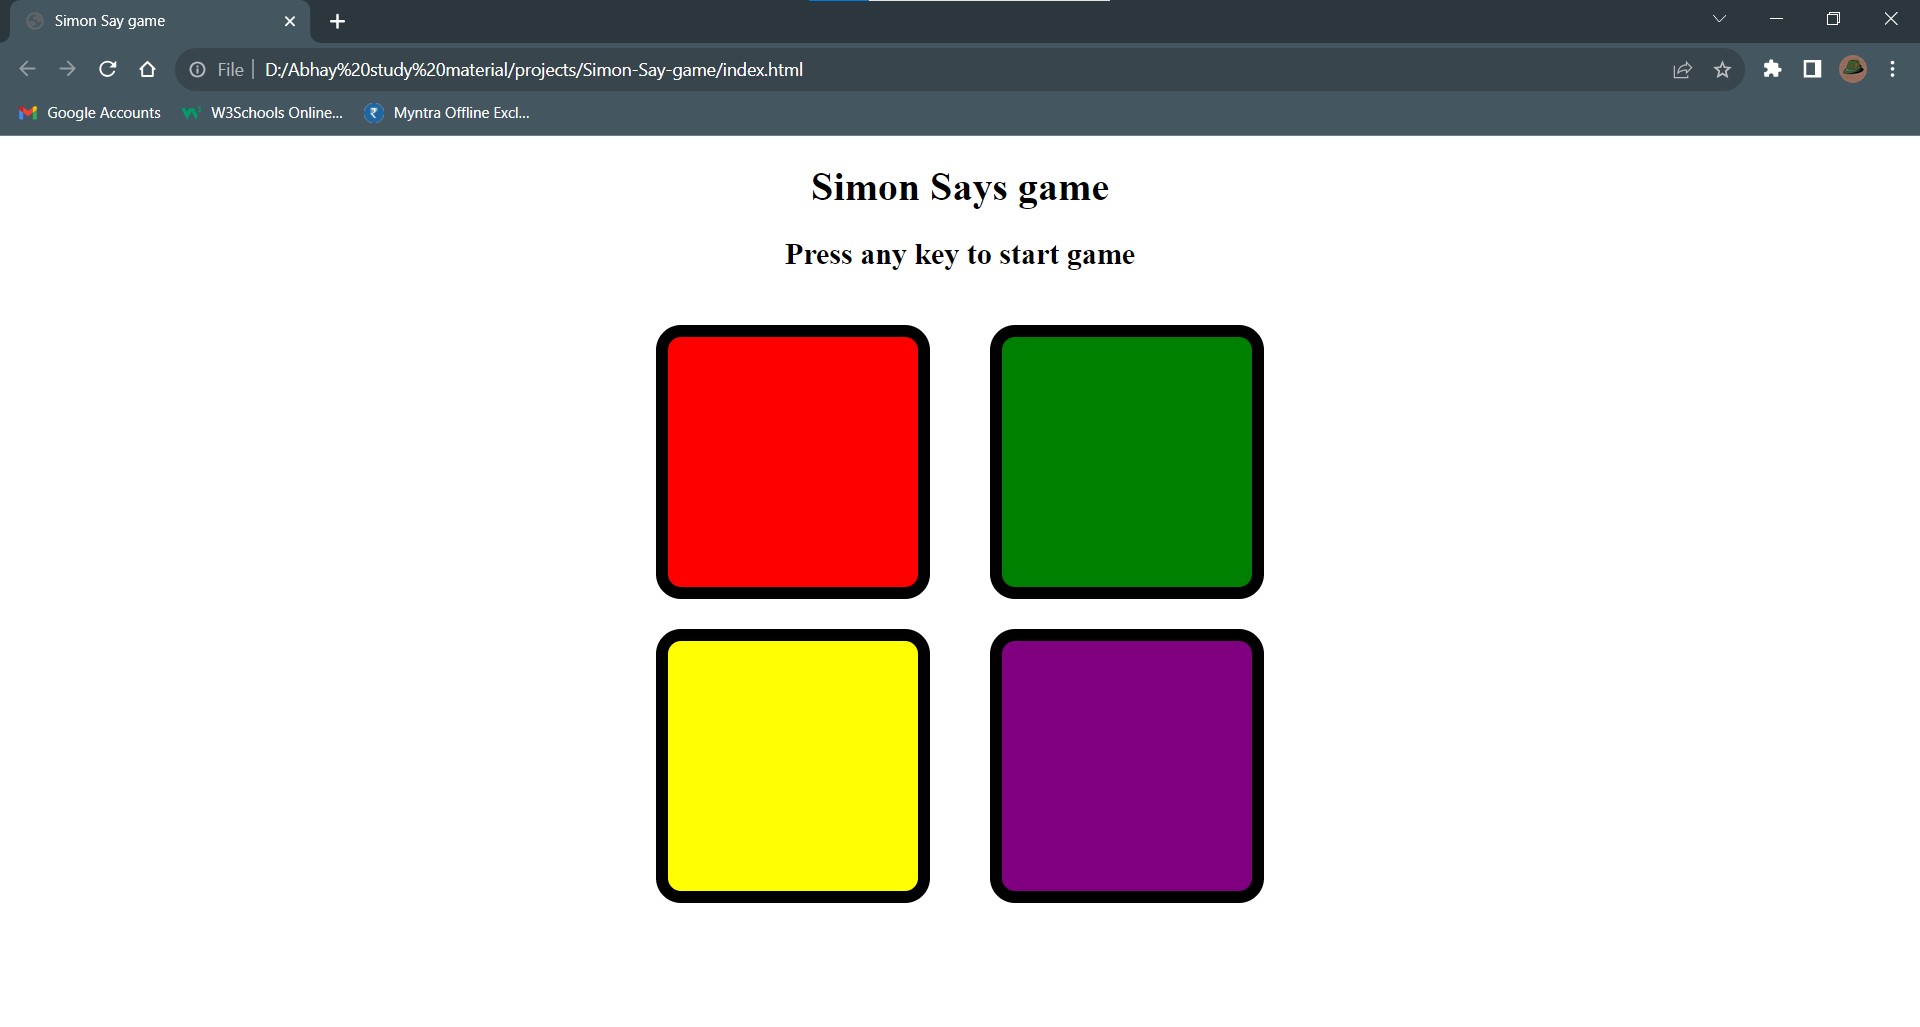 Simon Say game
File
D:/Abhay%20study%20material/projects/Simon-Say-game/index.html
Google Accounts
W3Schools Online...
Myntra Offline Excl...
Simon Says game
Press any key to start game